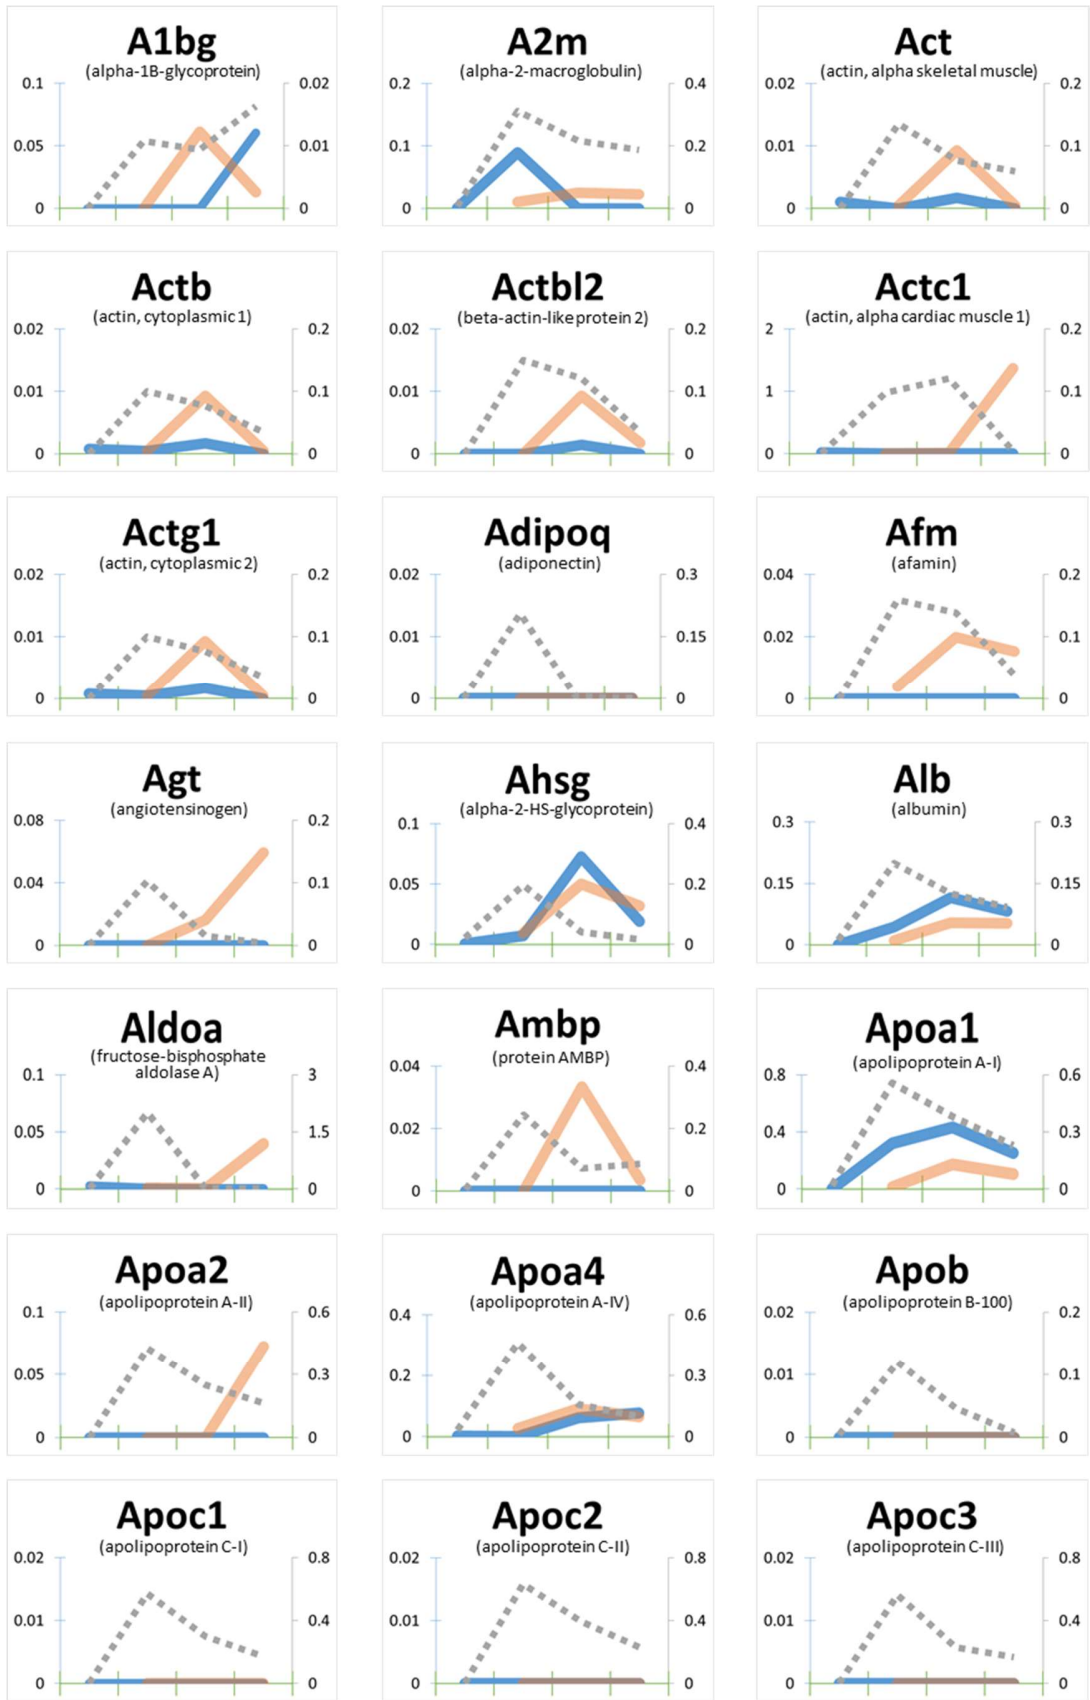 A1bg
(alpha-1B-glycoprotein)
0.1 0.02
0.05 0.01
0 0
A2m
(alpha-2-macroglobulin)
0.2 0.4
0.1 0.2
0 0
Act
(actin, alpha skeletal muscle)
0.02 0.2
0.01 0.1
0 0
Actb
(actin, cytoplasmic 1)
0.02 0.2
0.01 0.1
0 0
Actbl2
(beta-actin-like protein 2)
0.02 0.2
0.01 0.1
0 0
Actc1
(actin, alpha cardiac muscle 1)
2 0.2
1 0.1
0 0
Actg1
(actin, cytoplasmic 2)
0.02 0.2
0.01 0.1
0 0
Adipoq
(adiponectin)
0.02 0.3
0.01 0.15
0 0
Afm
(afamin)
0.04 0.2
0.02 0.1
0 0
Agt
(angiotensinogen)
0.08 0.2
0.04 0.1
0 0
Ahsg
(alpha-2-HS-glycoprotein)
0.1 0.4
0.05 0.2
0 0
Alb
(albumin)
0.3 0.3
0.15 0.15
0 0
Aldoa
(fructose-bisphosphate
aldolase A)
0.1 3
0.05 1.5
0 0
Ambp
(protein AMBP)
0.04 0.4
0.02 0.2
0 0
Apoa1
(apolipoprotein A-I)
0.8 0.6
0.4 0.3
0 0
Apoa2
(apolipoprotein A-II)
0.1 0.6
0.05 0.3
0 0
Apoa4
(apolipoprotein A-IV)
0.4 0.6
0.2 0.3
0 0
Apob
(apolipoprotein B-100)
0.02 0.2
0.01 0.1
0 0
Apoc1
(apolipoprotein C-I)
0.02 0.8
0.01 0.4
0 0
Apoc2
(apolipoprotein C-II)
0.02 0.8
0.01 0.4
0 0
Apoc3
(apolipoprotein C-III)
0.02 0.8
0.01 0.4
0 0